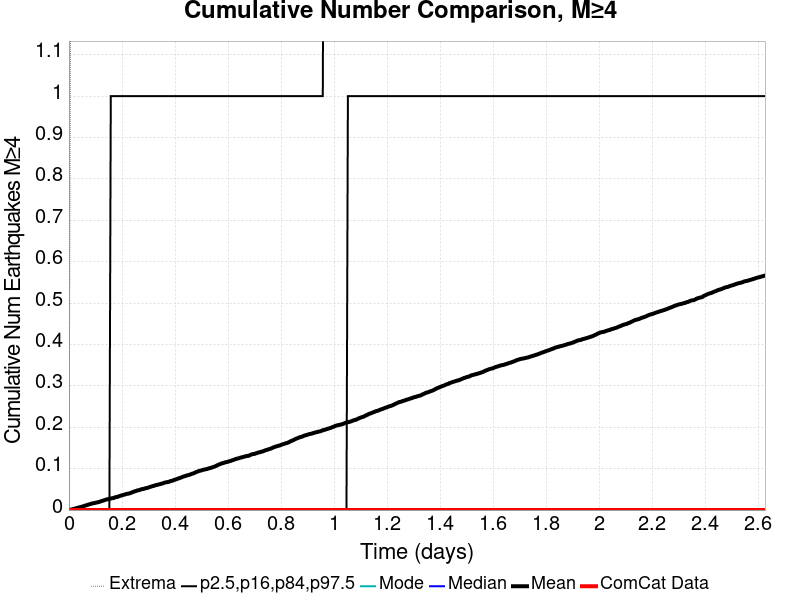 Cumulative Number Comparison, M≥4
Cumulative Num Earthquakes M≥4
1.1
1
0.9
0.8
0.7
0.6
0.5
0.4
0.3
0.2
0.1
0
0 0.2 0.4 0.6 0.8 1 1.2 1.4 1.6 1.8 2 2.2 2.4 2.6
Time (days)
Extrema p2.5,p16,p84,p97.5 Mode Median Mean ComCat Data